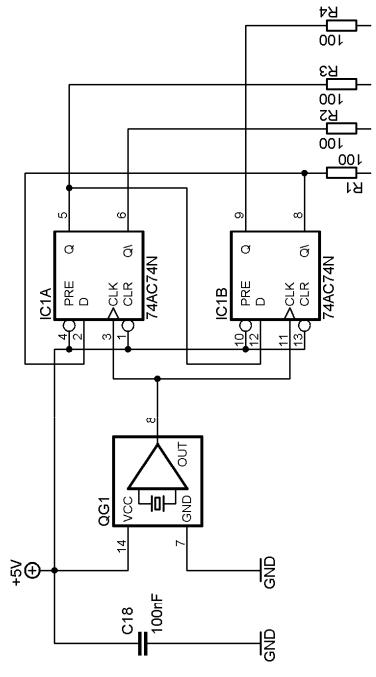 R4
100
R3
100
R2
100
100
R1
5
6
9
8
IC1A
Q
Q\
PRE
D
CLK
CLR
74AC74N
4
2
3
1
IC1B
Q
Q\
PRE
D
CLK
CLR
74AC74N
10
12
11
13
8
QG1
VCC
OUT
GND
14
7
+5V
C18
100nF
GND
GND